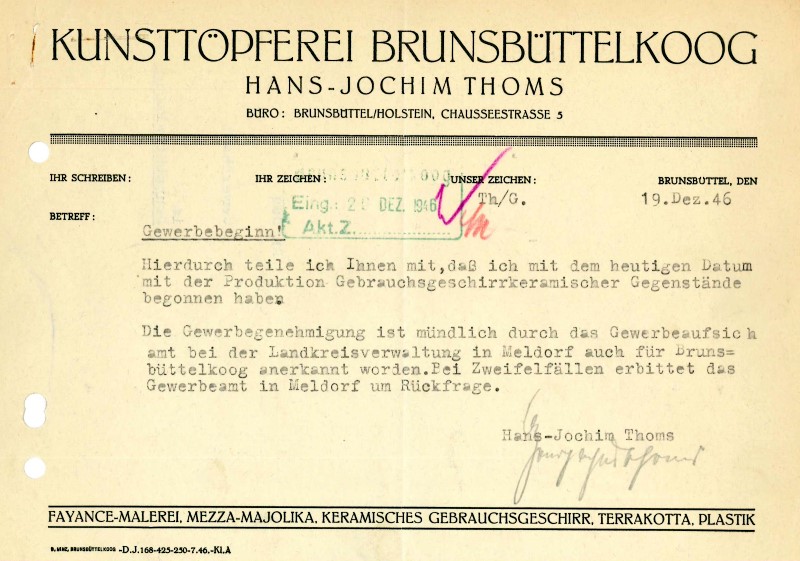 KUNSTTÖPFEREI BRUNSBÜTTELKOOG
HANS-JOCHIM THOMS
BÜRO: BRUNSBÜTTEL/HOLSTEIN, CHAUSSEESTRASSE 5
IHR SCHREIBEN: IHR ZEICHEN: UNSER ZEICHEN: BRUNSBÜTTEL, DEN
Eing. 20 DEZ. 1946 Th/G. 19.Dez.46
Akt.Z.
BETREFF:
Gewerbebeginn!
Hierdurch teile ich Ihnen mit,daß ich mit dem heutigen Datum
mit der Produktion Gebrauchsgeschirrkeramischer Gegenstände
begonnen habe.
Die Gewerbegenehmigung ist mündlich durch das Gewerbeaufsich
amt bei der Landkreisverwaltung in Meldorf auch für Bruns=
büttelkoog anerkannt worden.Bei Zweifelfällen erbittet das
Gewerbeamt in Meldorf um Rückfrage.
Hans-Jochim Thoms
FAYANCE-MALEREI, MEZZA-MAJOLIKA, KERAMISCHES GEBRAUCHSGESCHIRR, TERRAKOTTA, PLASTIK
BRUNSBÜTTELKOOG -D.J.168-425-250-7.46.-Kl.A